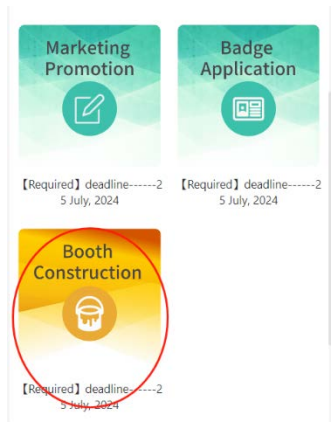 Marketing
Promotion
Badge
Application
【Required】deadline------2
5 July, 2024
【Required】deadline------2
5 July, 2024
Booth
Construction
【Required】deadline------2
5 July, 2024